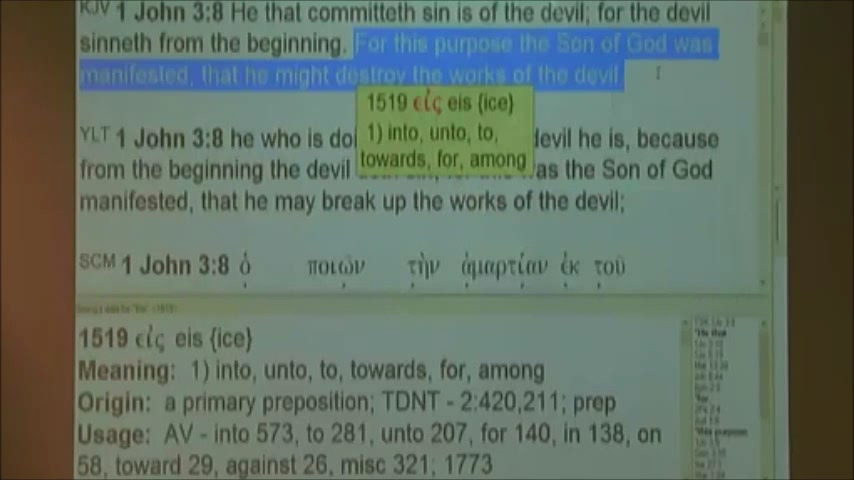 KJV 1 John 3:8 He that committeth sin is of the devil; for the devil
sinneth from the beginning. For this purpose the Son of God was
manifested, that he might destroy the works of the devil
1519 εἰς eis {ice}
1) into, unto, to,
towards, for, among
YLT 1 John 3:8 he who is doi devil he is, because
from the beginning the devil as the Son of God
manifested, that he may break up the works of the devil;
SCM 1 John 3:8 ὁ ποιῶν τὴν ἁμαρτίαν ἐκ τοῦ
1519 εἰς eis {ice}
Meaning: 1) into, unto, to, towards, for, among
Origin: a primary preposition; TDNT - 2:420,211; prep
Usage: AV - into 573, to 281, unto 207, for 140, in 138, on
58, toward 29, against 26, misc 321; 1773